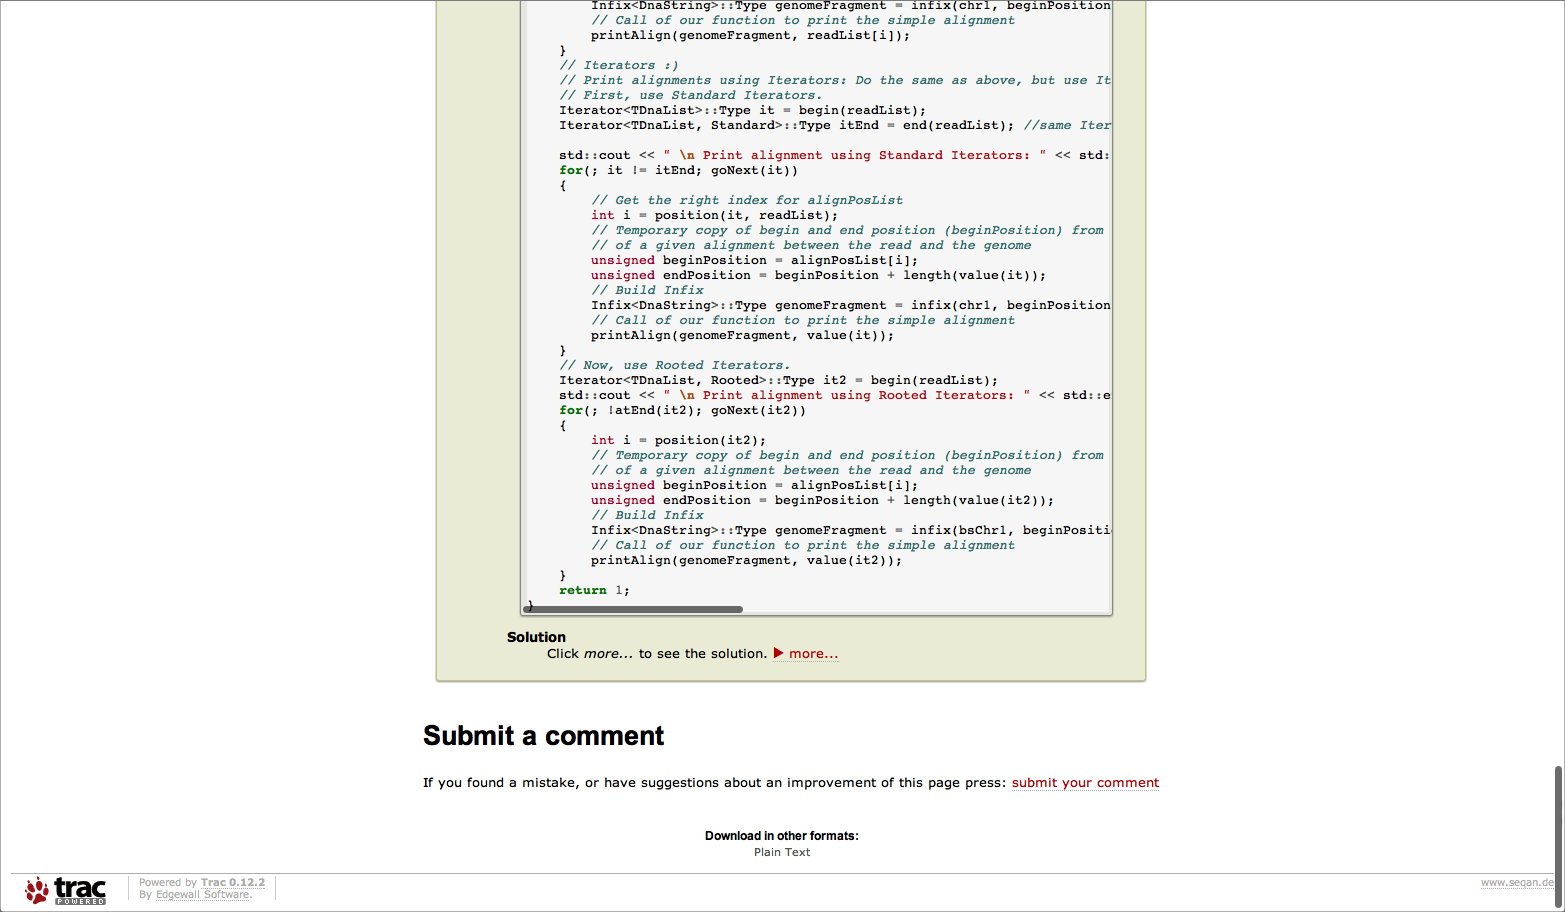 Infix<DnaString>::Type genomeFragment = infix(chr1, beginPosition
// Call of our function to print the simple alignment
printAlign(genomeFragment, readList[i]);
}
// Iterators :)
// Print alignments using Iterators: Do the same as above, but use It
// First, use Standard Iterators.
Iterator<TDnaList>::Type it = begin(readList);
Iterator<TDnaList, Standard>::Type itEnd = end(readList); //same Iter
std::cout << " \n Print alignment using Standard Iterators: " << std:
for(; it != itEnd; goNext(it))
{
// Get the right index for alignPosList
int i = position(it, readList);
// Temporary copy of begin and end position (beginPosition) from
// of a given alignment between the read and the genome
unsigned beginPosition = alignPosList[i];
unsigned endPosition = beginPosition + length(value(it));
// Build Infix
Infix<DnaString>::Type genomeFragment = infix(chr1, beginPosition
// Call of our function to print the simple alignment
printAlign(genomeFragment, value(it));
}
// Now, use Rooted Iterators.
Iterator<TDnaList, Rooted>::Type it2 = begin(readList);
std::cout << " \n Print alignment using Rooted Iterators: " << std::e
for(; !atEnd(it2); goNext(it2))
{
int i = position(it2);
// Temporary copy of begin and end position (beginPosition) from
// of a given alignment between the read and the genome
unsigned beginPosition = alignPosList[i];
unsigned endPosition = beginPosition + length(value(it2));
// Build Infix
Infix<DnaString>::Type genomeFragment = infix(bsChr1, beginPositi
// Call of our function to print the simple alignment
printAlign(genomeFragment, value(it2));
}
return 1;
}
Solution
Click more... to see the solution. ▶ more...
Submit a comment
If you found a mistake, or have suggestions about an improvement of this page press: submit your comment
Download in other formats:
Plain Text
trac
POWERED
Powered by Trac 0.12.2
By Edgewall Software.
www.seqan.de